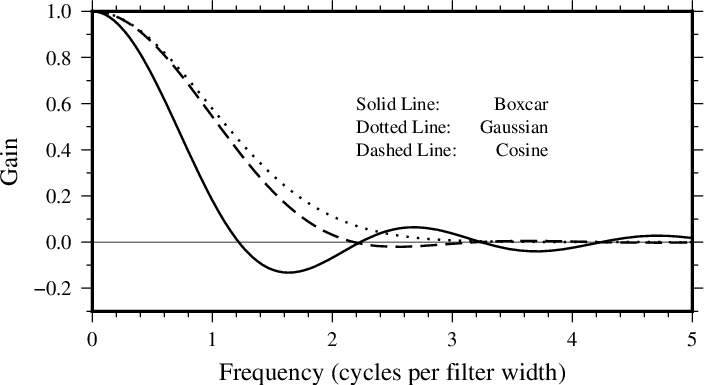 1.0
0.8
0.6
0.4
0.2
0.0
−0.2
Gain
Solid Line: Boxcar
Dotted Line: Gaussian
Dashed Line: Cosine
0 1 2 3 4 5
Frequency (cycles per filter width)